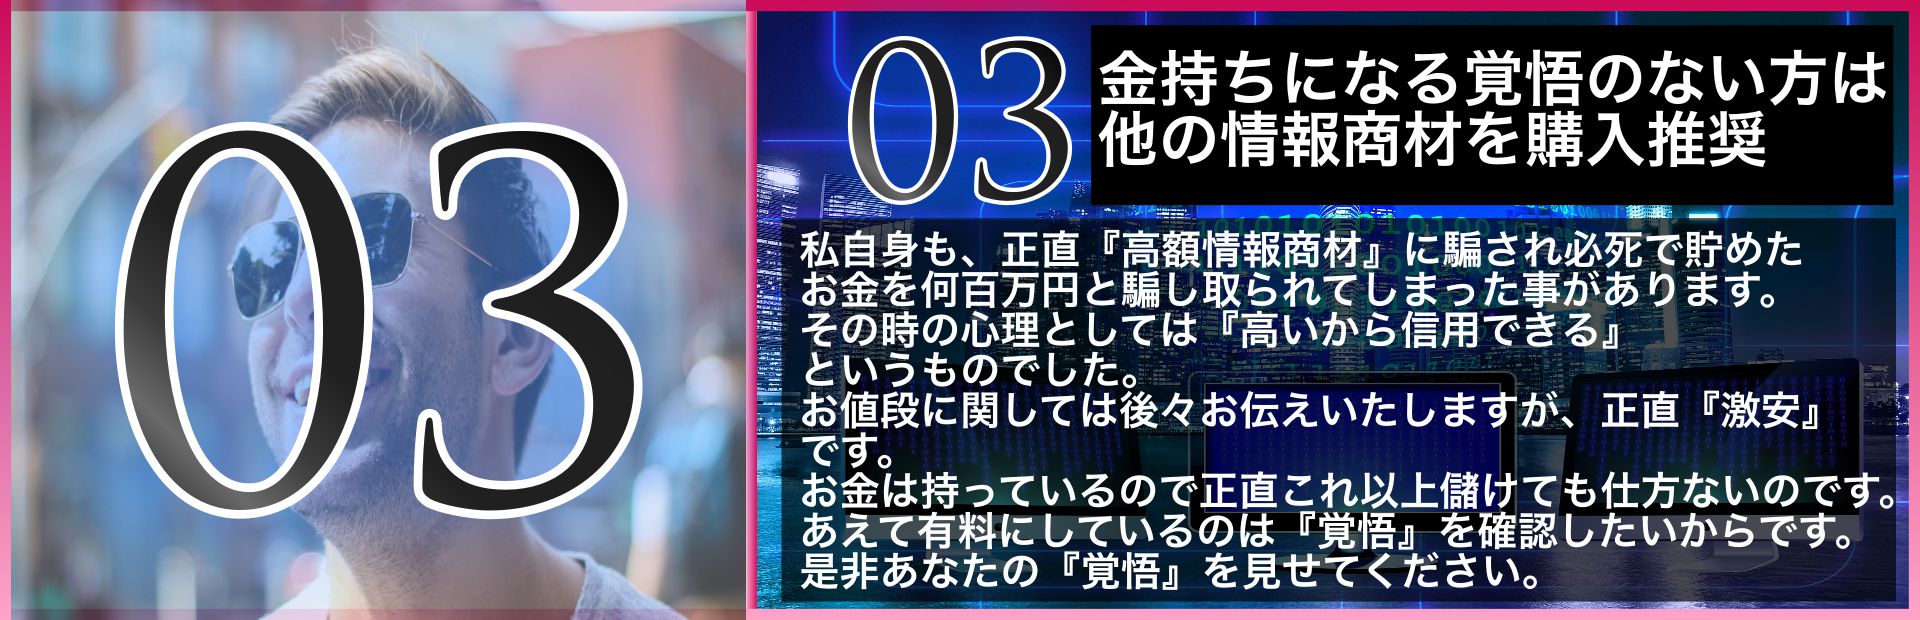 03
03
金持ちになる覚悟のない方は
他の情報商材を購入推奨
私自身も、正直『高額情報商材』に騙され必死で貯めた
お金を何百万円と騙し取られてしまった事があります。
その時の心理としては『高いから信用できる』
というものでした。
お値段に関しては後々お伝えいたしますが、正直『激安』
です。
お金は持っているので正直これ以上儲けても仕方ないのです。
あえて有料にしているのは『覚悟』を確認したいからです。
是非あなたの『覚悟』を見せてください。